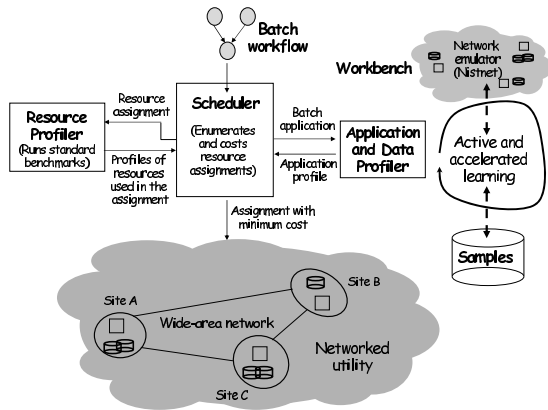 Batch
workflow
Network
emulator
(Nistnet)
Workbench
Resource
assignment
Scheduler
(Enumerates
and costs
resource
assignments)
Resource
Profiler
(Runs standard
benchmarks)
Profiles of
resources
used in the
assignment
Batch
application
Application
profile
Application
and Data
Profiler
Active and
accelerated
learning
Assignment with
minimum cost
Samples
Site A
Site B
Wide-area network
Networked
utility
Site C